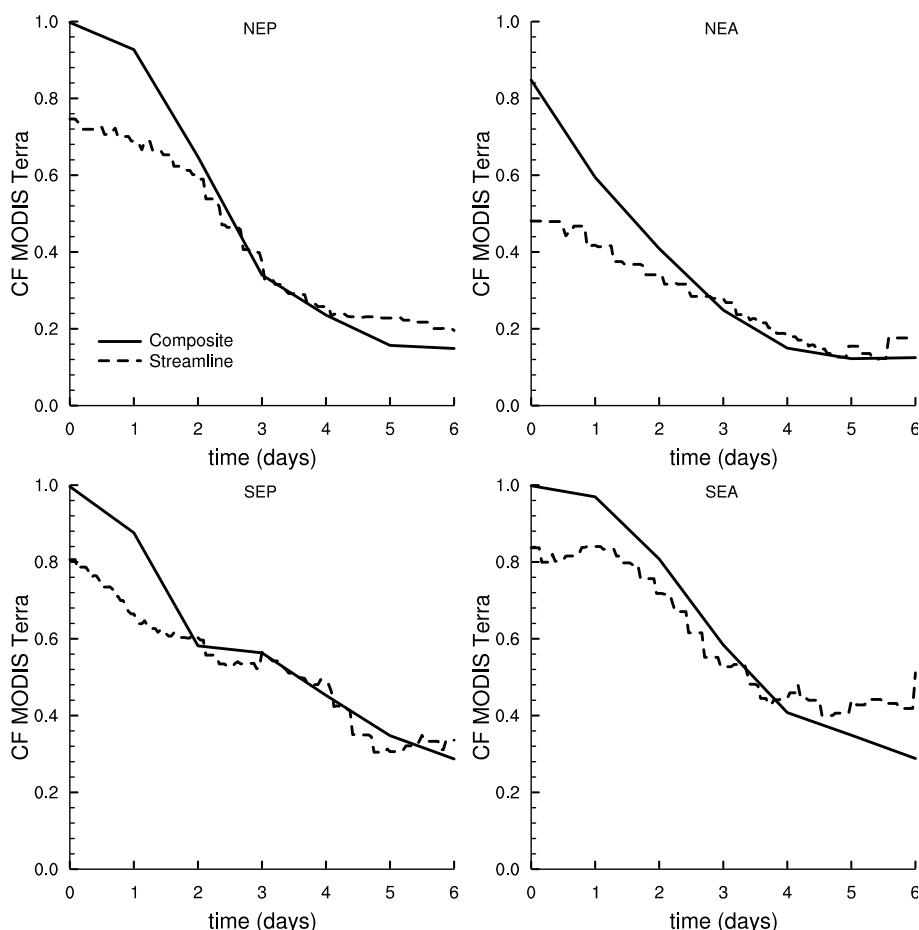 NEP
1.0
0.8
0.6
0.4
0.2
0.0
CF MODIS Terra
Composite
Streamline
0 1 2 3 4 5 6
time (days)
NEA
1.0
0.8
0.6
0.4
0.2
0.0
CF MODIS Terra
0 1 2 3 4 5 6
time (days)
SEP
1.0
0.8
0.6
0.4
0.2
0.0
CF MODIS Terra
0 1 2 3 4 5 6
time (days)
SEA
1.0
0.8
0.6
0.4
0.2
0.0
CF MODIS Terra
0 1 2 3 4 5 6
time (days)